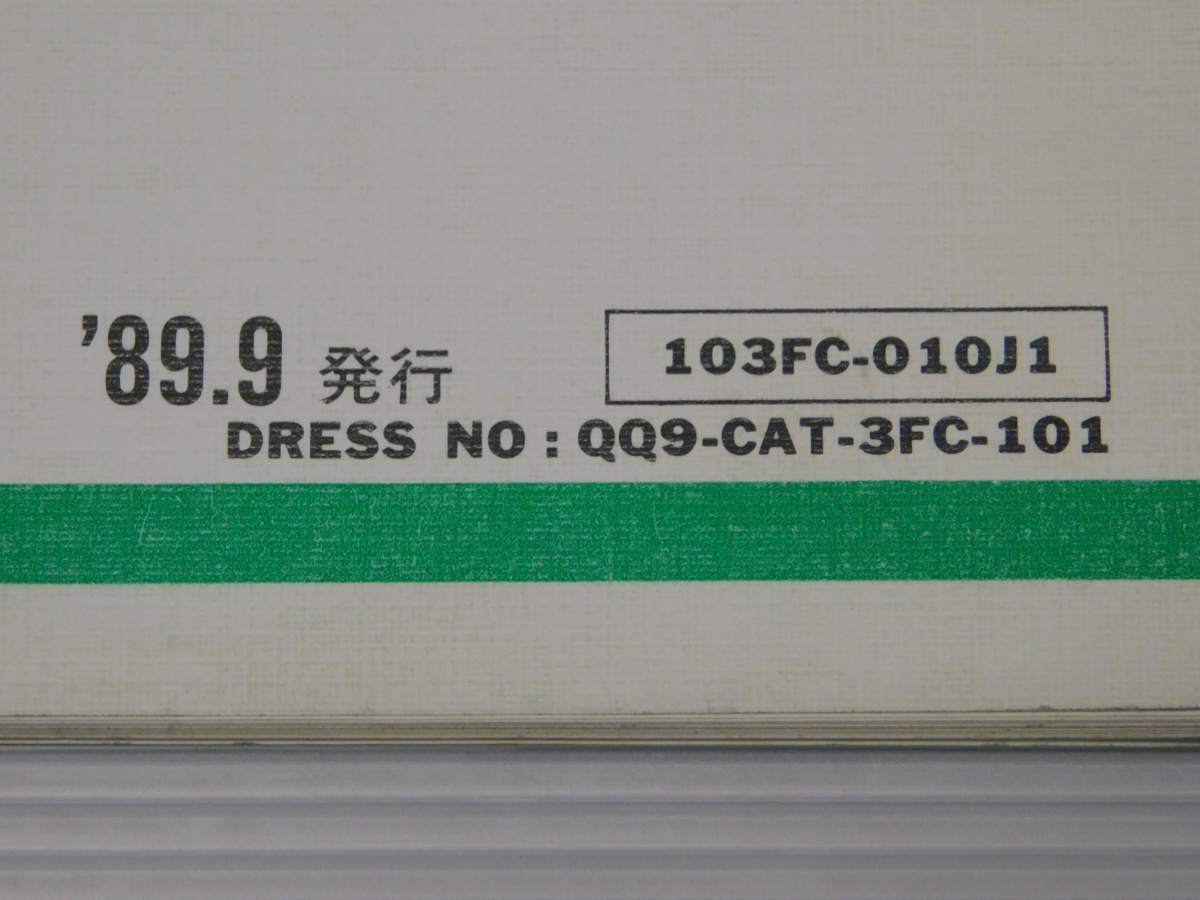 '89.9 発行
103FC-010J1
DRESS NO : QQ9-CAT-3FC-101